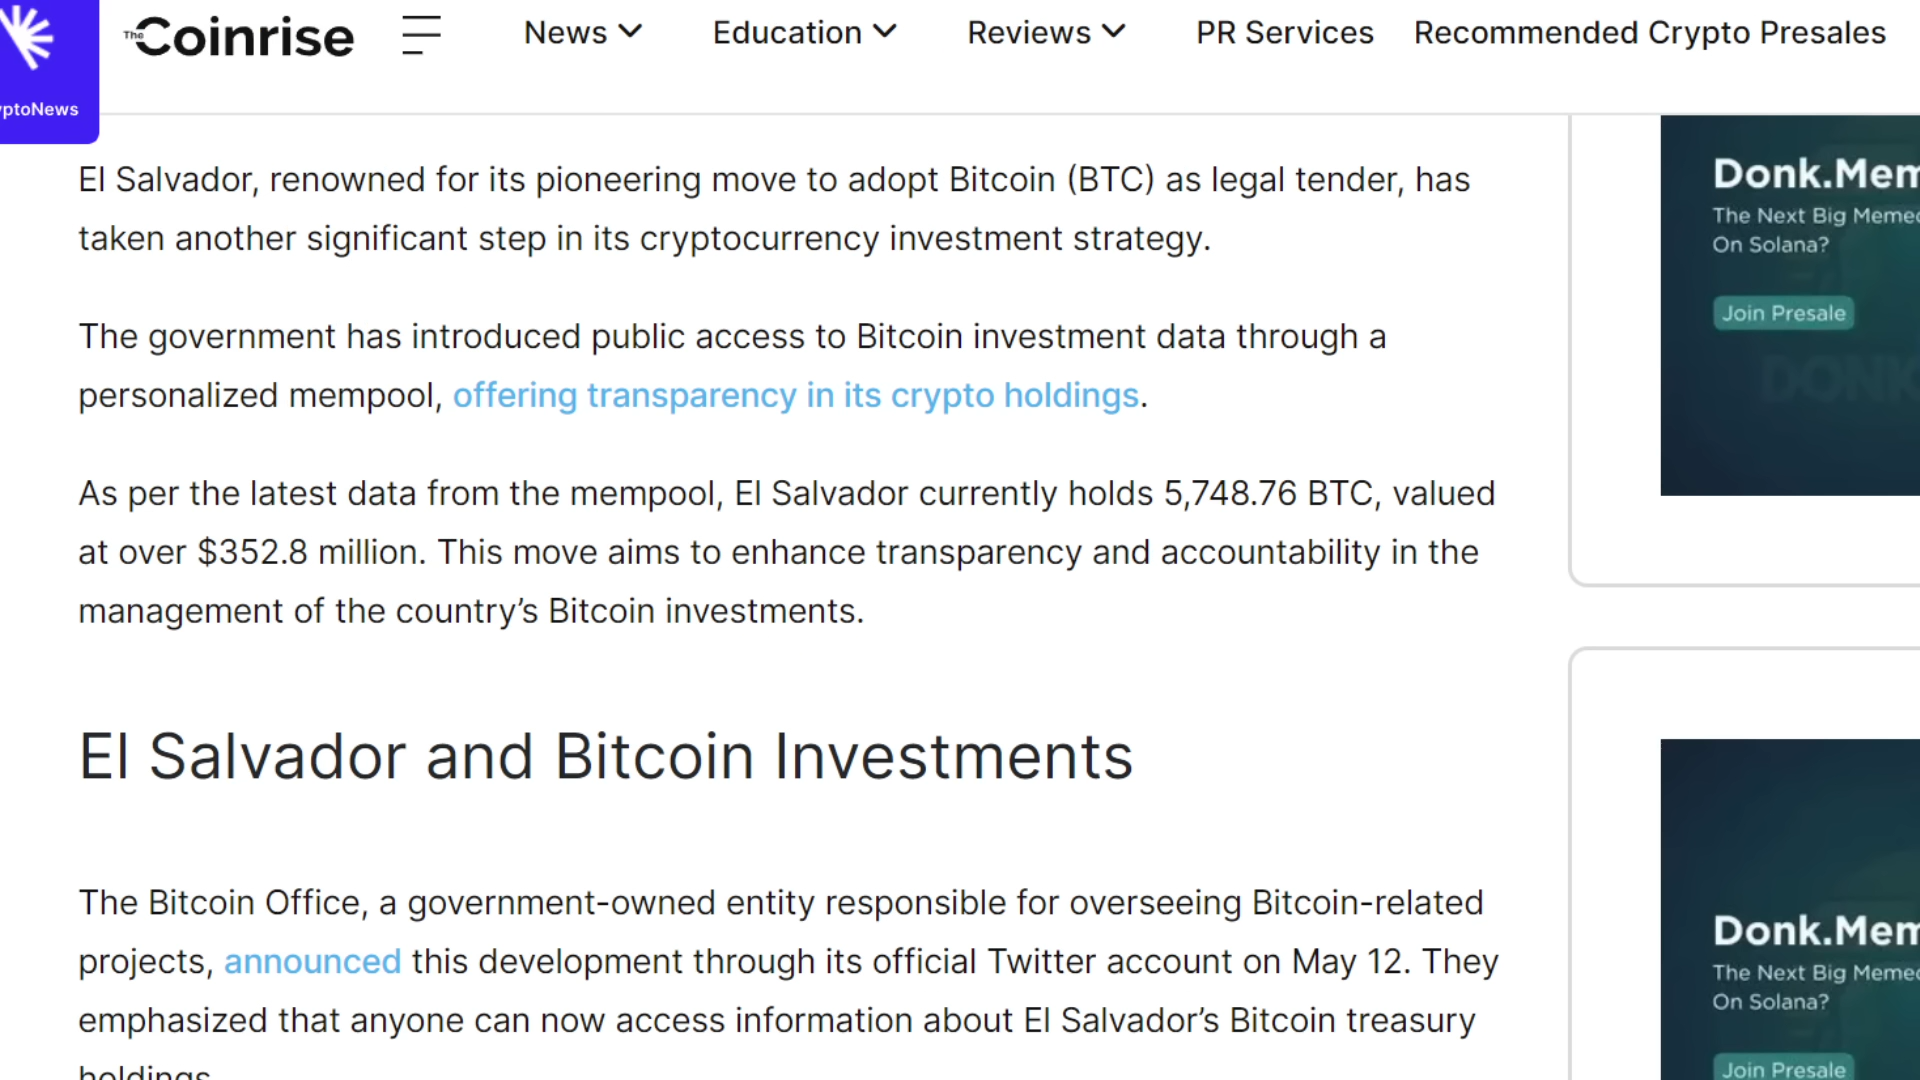 The Coinrise
News
Education
Reviews
PR Services
Recommended Crypto Presales
ptoNews
El Salvador, renowned for its pioneering move to adopt Bitcoin (BTC) as legal tender, has
taken another significant step in its cryptocurrency investment strategy.
The government has introduced public access to Bitcoin investment data through a
personalized mempool, offering transparency in its crypto holdings.
As per the latest data from the mempool, El Salvador currently holds 5,748.76 BTC, valued
at over $352.8 million. This move aims to enhance transparency and accountability in the
management of the country’s Bitcoin investments.
El Salvador and Bitcoin Investments
The Bitcoin Office, a government-owned entity responsible for overseeing Bitcoin-related
projects, announced this development through its official Twitter account on May 12. They
emphasized that anyone can now access information about El Salvador’s Bitcoin treasury
holdings.
Donk.Mem
The Next Big Memec
On Solana?
Join Presale
DONK
Donk.Mem
The Next Big Memec
On Solana?
Join Presale